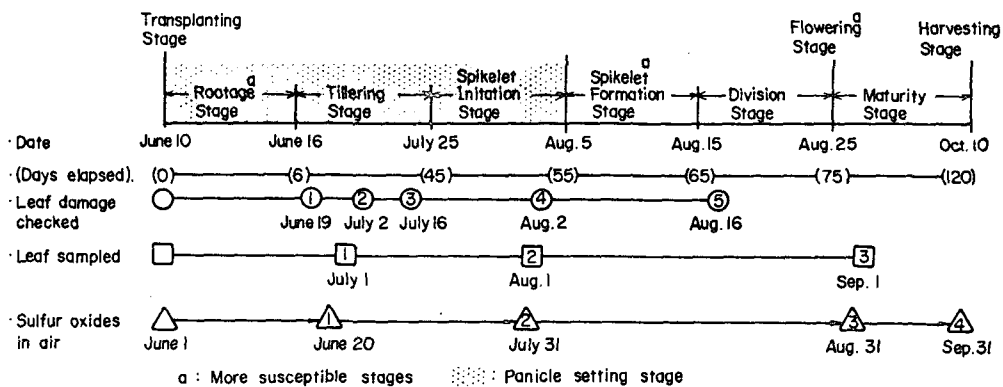 Transplanting
Stage
Flowering a
Stage
Harvesting
Stage
Rootage a
Stage
Tillering
Stage
Spikelet
Initation
Stage
Spikelet a
Formation
Stage
Division
Stage
Maturity
Stage
· Date
June 10
June 16
July 25
Aug. 5
Aug. 15
Aug. 25
Oct. 10
· (Days elapsed).
(0)
(6)
(45)
(55)
(65)
(75)
(120)
· Leaf damage
checked
1
2
3
4
5
June 19
July 2
July 16
Aug. 2
Aug. 16
· Leaf sampled
1
2
3
July 1
Aug. 1
Sep. 1
· Sulfur oxides
in air
1
2
3
4
June 1
June 20
July 31
Aug. 31
Sep. 31
a : More susceptible stages
: Panicle setting stage